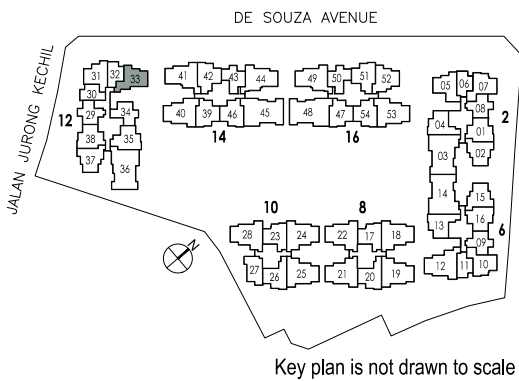 DE SOUZA AVENUE
JALAN JURONG KECHIL
31 32 33
30
29 34
12
38 35
37 36
41 42 43 44
40 39 46 45
14
49 50 51 52
48 47 54 53
16
05 06 07
08
04 01
2
03 02
14 15
13 16
6
09
12 11 10
10
28 23 24
27 26 25
8
22 17 18
21 20 19
N
Key plan is not drawn to scale